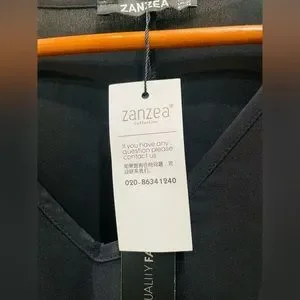 ZANZEA
zanzea
collection
If you have any
question please
contact us
020-86341240
QUALITY FA